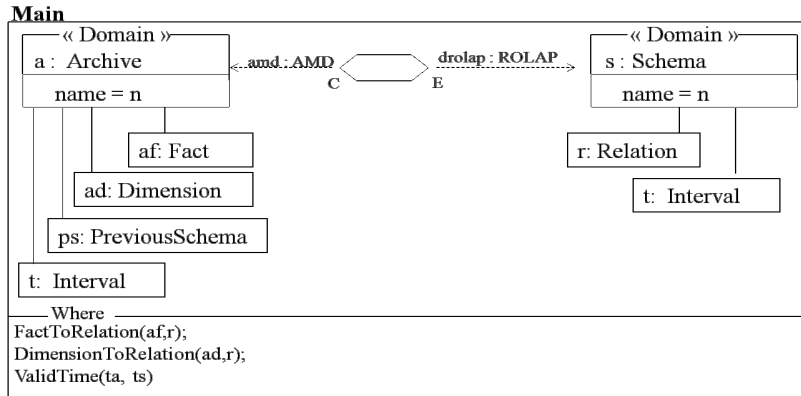 Main
« Domain »
a : Archive
name = n
amd : AMD
C
drolap : ROLAP
E
« Domain »
s : Schema
name = n
af: Fact
ad: Dimension
ps: PreviousSchema
t: Interval
r: Relation
t: Interval
Where
FactToRelation(af,r);
DimensionToRelation(ad,r);
ValidTime(ta, ts)